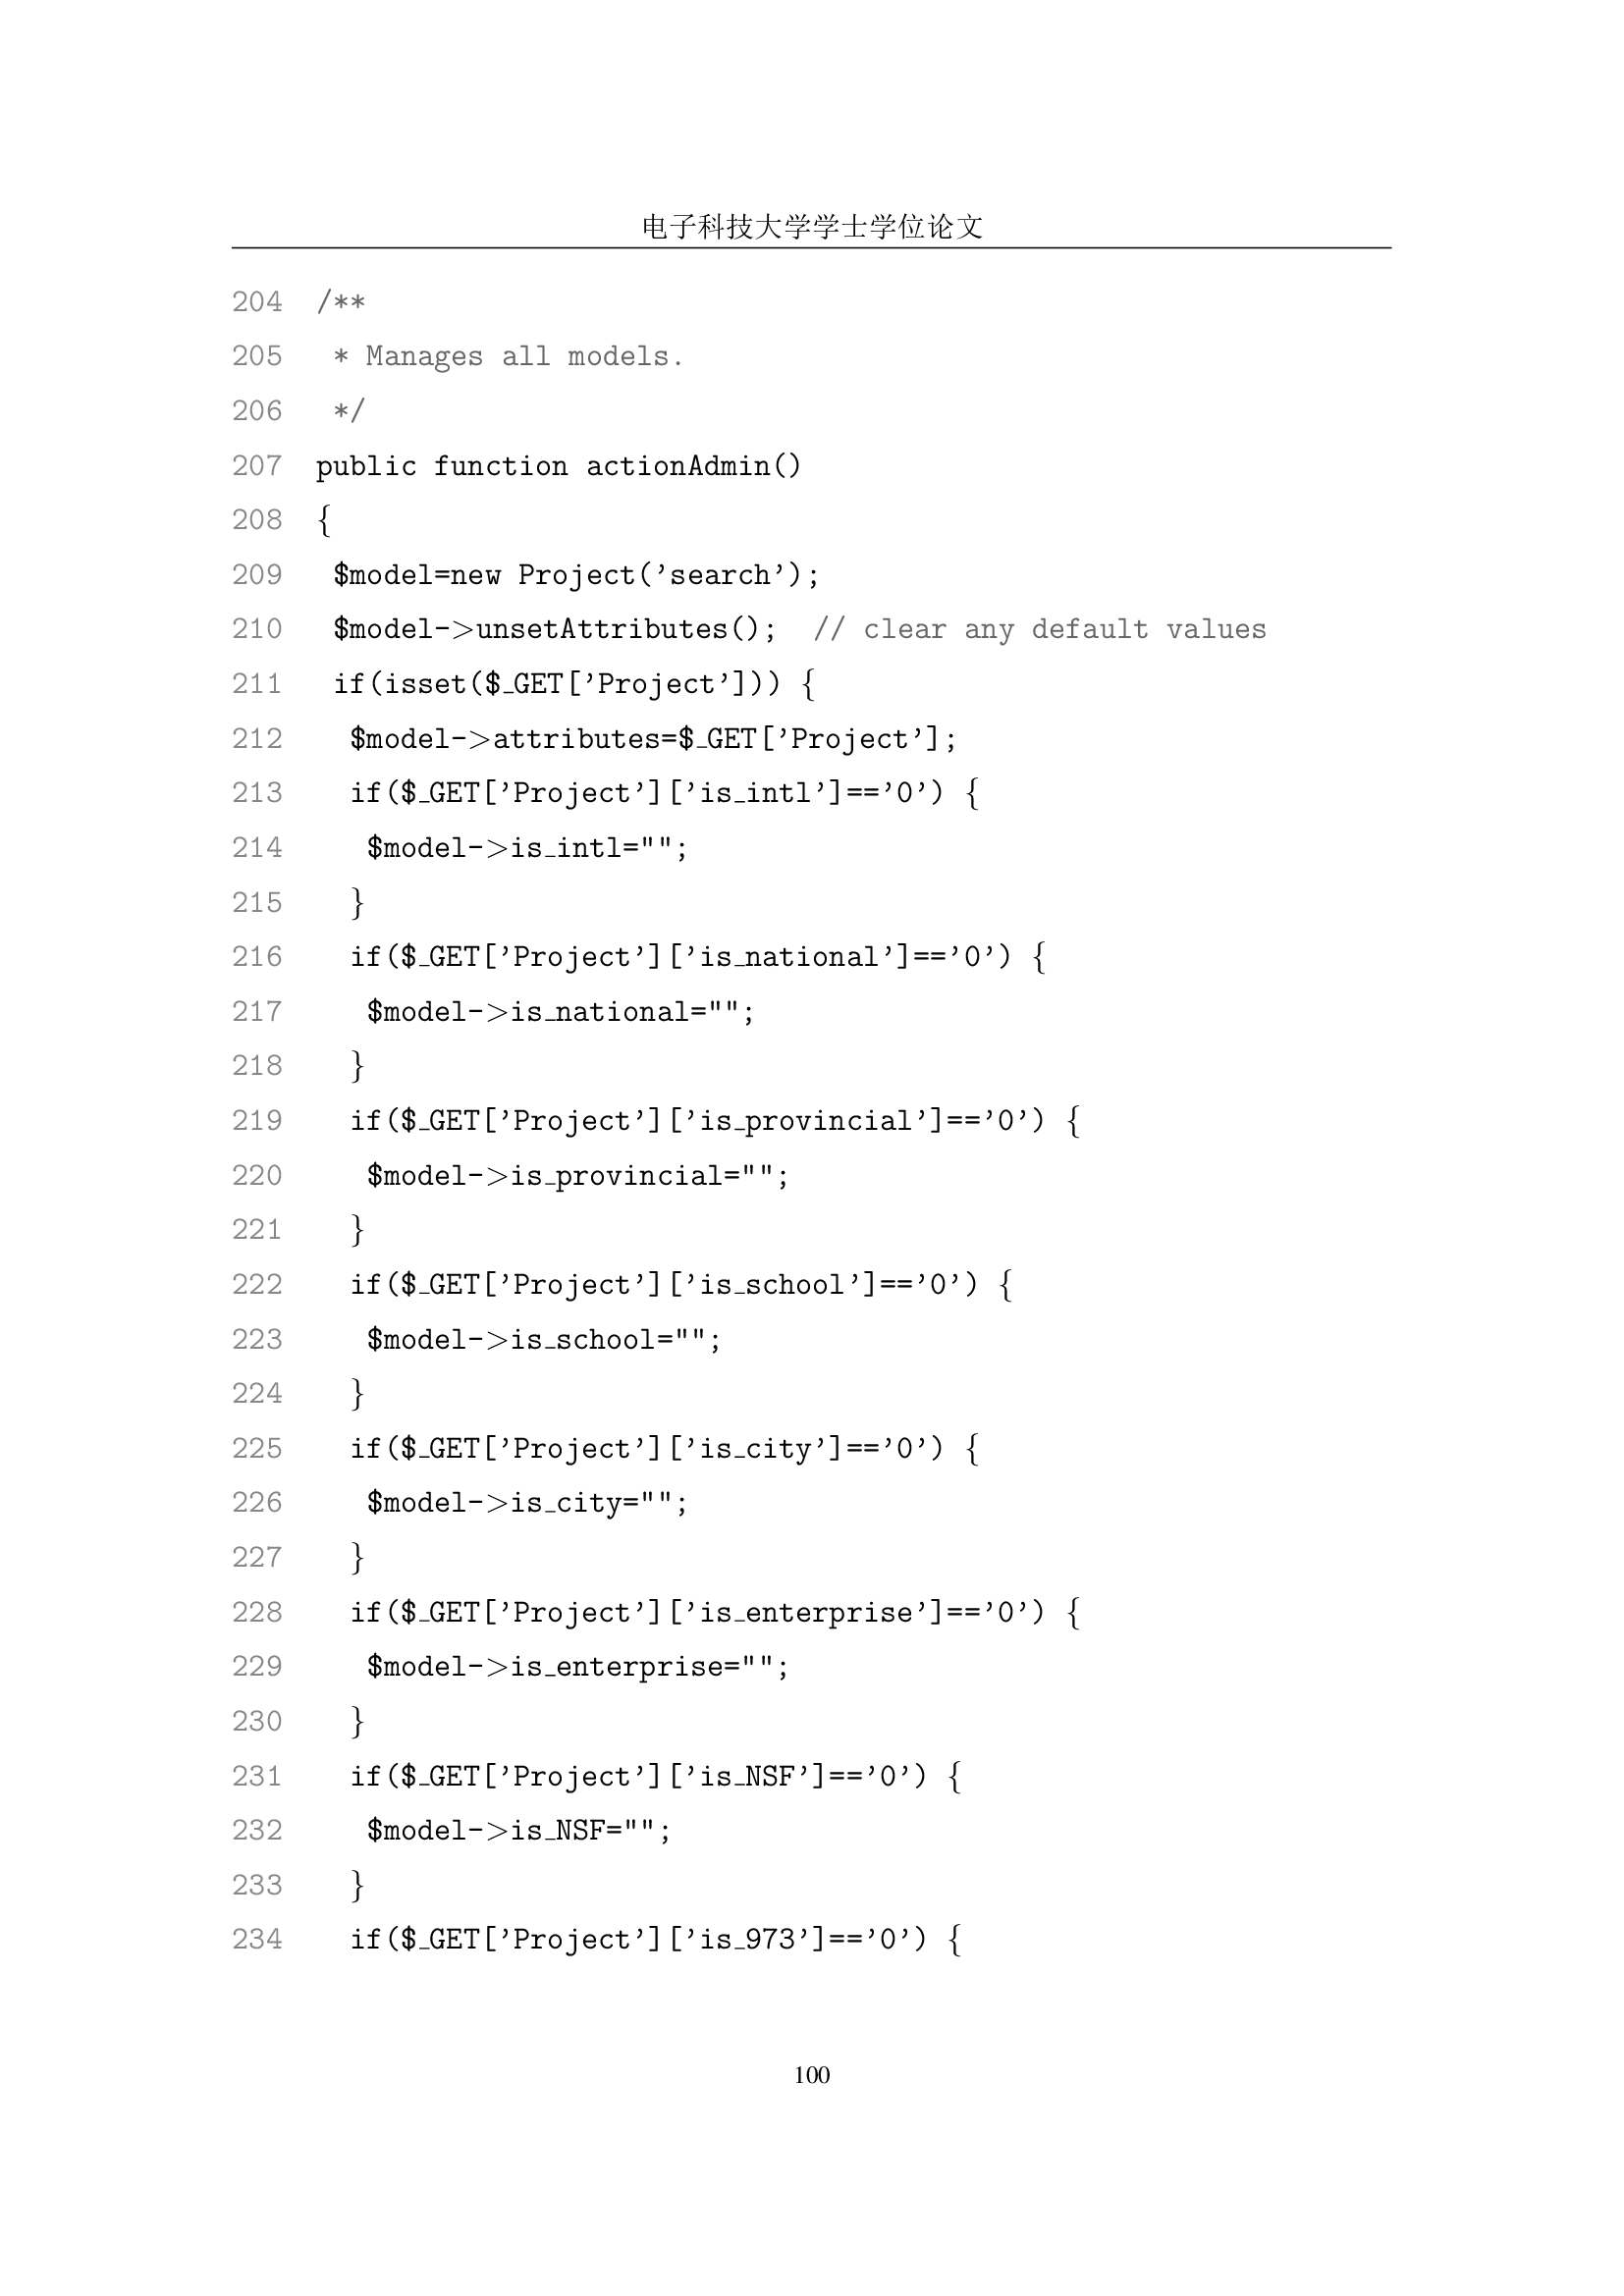 电子科技大学学士学位论文
204  /**
205   * Manages all models.
206   */
207  public function actionAdmin()
208  {
209   $model=new Project('search');
210   $model->unsetAttributes();  // clear any default values
211   if(isset($_GET['Project'])) {
212    $model->attributes=$_GET['Project'];
213    if($_GET['Project']['is_intl']=='0') {
214     $model->is_intl="";
215    }
216    if($_GET['Project']['is_national']=='0') {
217     $model->is_national="";
218    }
219    if($_GET['Project']['is_provincial']=='0') {
220     $model->is_provincial="";
221    }
222    if($_GET['Project']['is_school']=='0') {
223     $model->is_school="";
224    }
225    if($_GET['Project']['is_city']=='0') {
226     $model->is_city="";
227    }
228    if($_GET['Project']['is_enterprise']=='0') {
229     $model->is_enterprise="";
230    }
231    if($_GET['Project']['is_NSF']=='0') {
232     $model->is_NSF="";
233    }
234    if($_GET['Project']['is_973']=='0') {
100